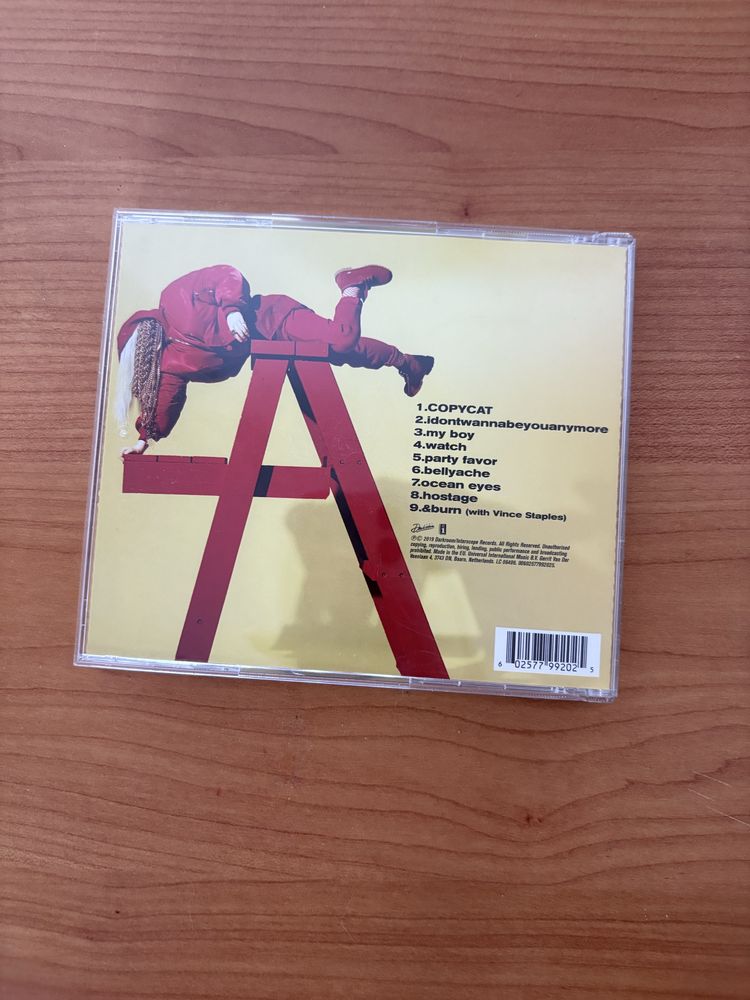 1.COPYCAT
2.idontwannabeyouanymore
3.my boy
4.watch
5.party favor
6.bellyache
7.ocean eyes
8.hostage
9.&burn (with Vince Staples)
Darkroom
℗© 2019 Darkroom/Interscope Records. All Rights Reserved. Unauthorized
copying, reproduction, hiring, lending, public performance and broadcasting
prohibited. Made in the EU. Universal International Music B.V. Gerrit Van Der
Veenlaan 4, 3743 DN, Baarn, Netherlands. LC 06406. 00602577992025.
6 02577 99202 5